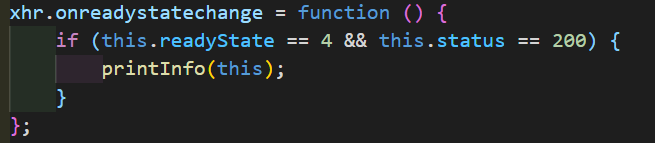 xhr.onreadystatechange = function () {
    if (this.readyState == 4 && this.status == 200) {
        printInfo(this);
    }
};